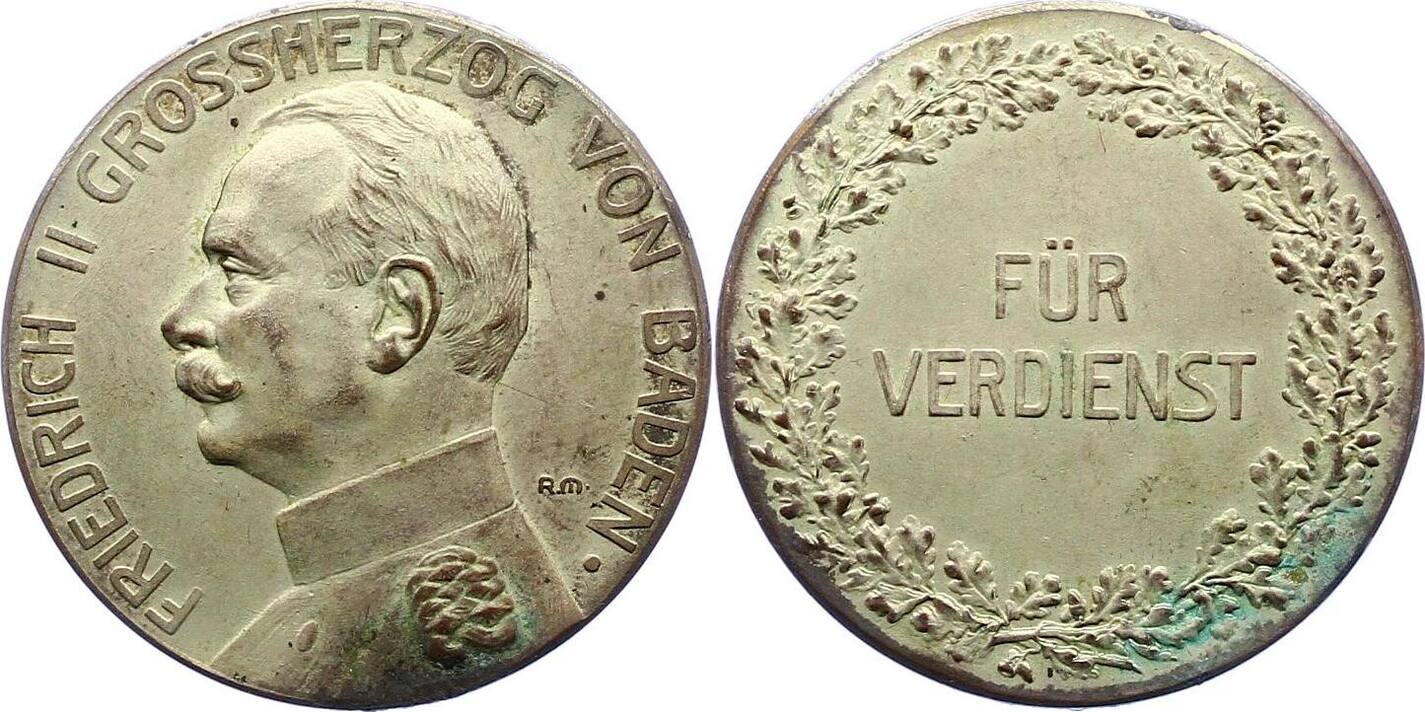 FRIEDRICH II GROSSHERZOG VON BADEN.
R.M.
FÜR
VERDIENST